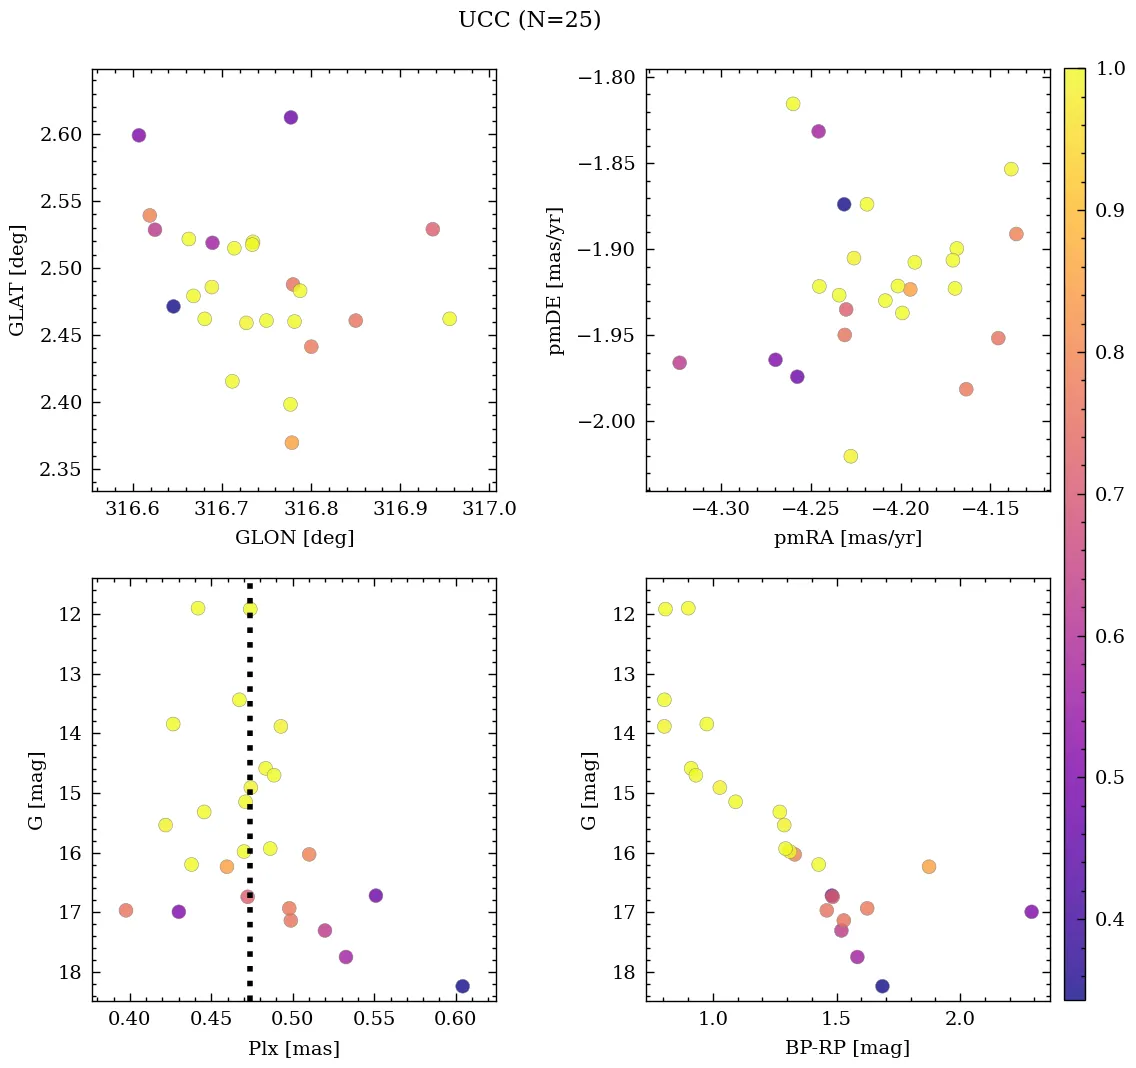 UCC (N=25)
2.60
2.55
2.50
2.45
2.40
2.35
GLAT [deg]
316.6 316.7 316.8 316.9 317.0
GLON [deg]
−1.80
−1.85
−1.90
−1.95
−2.00
pmDE [mas/yr]
−4.30 −4.25 −4.20 −4.15
pmRA [mas/yr]
12
13
14
15
16
17
18
G [mag]
0.40 0.45 0.50 0.55 0.60
Plx [mas]
12
13
14
15
16
17
18
G [mag]
1.0 1.5 2.0
BP-RP [mag]
1.0
0.9
0.8
0.7
0.6
0.5
0.4